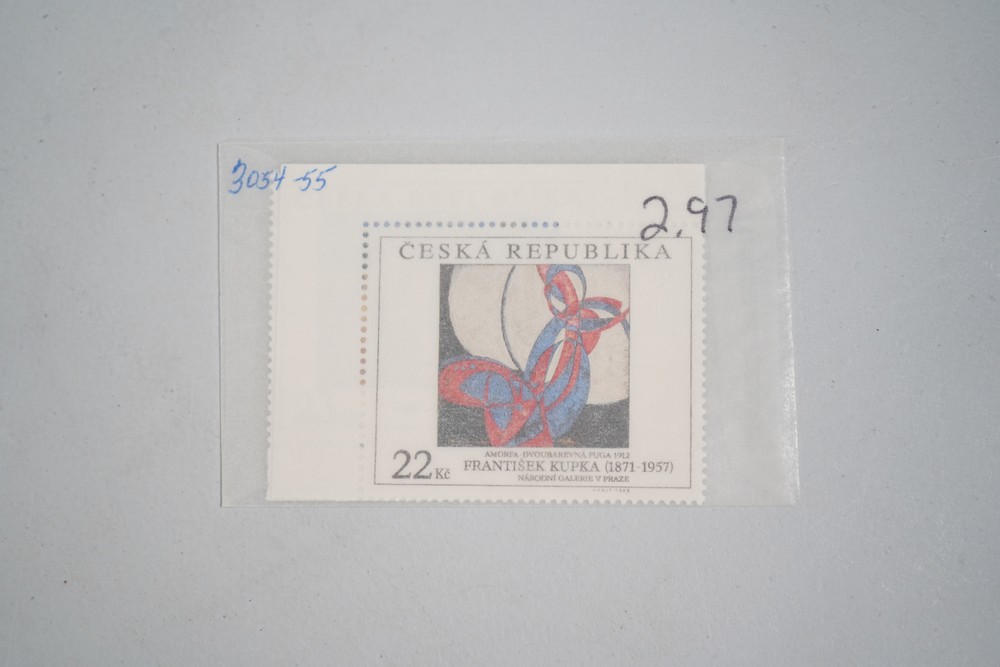 3054-55
2.97
ČESKÁ REPUBLIKA
AMORFA-DVOUBAREVNÁ FUGA 1912
22 Kč FRANTIŠEK KUPKA (1871-1957)
NÁRODNÍ GALERIE V PRAZE